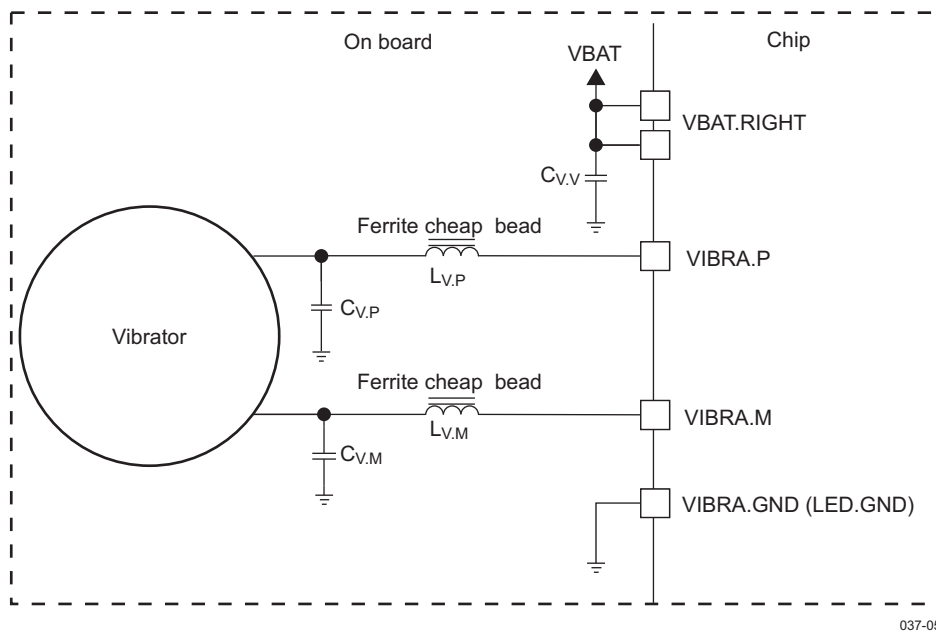 On board
Chip
VBAT
VBAT.RIGHT
CV.V
Ferrite cheap bead
LV.P
VIBRA.P
CV.P
Vibrator
Ferrite cheap bead
LV.M
VIBRA.M
CV.M
VIBRA.GND (LED.GND)